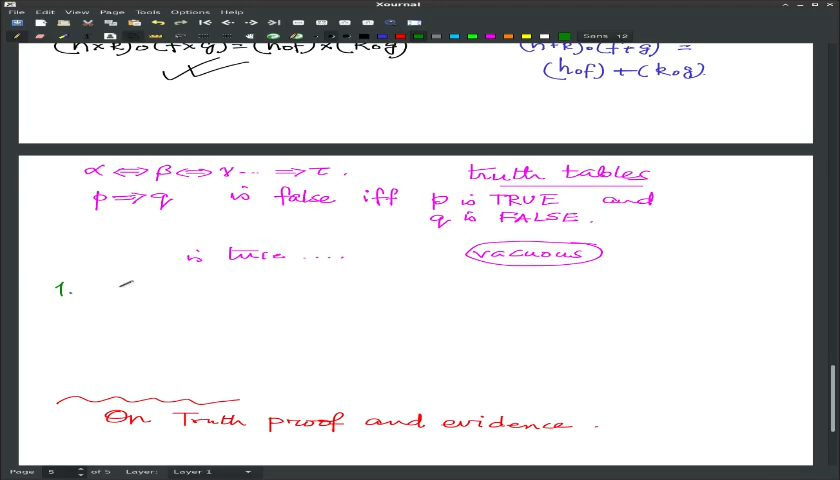 Xournal
File Edit View Page Tools Options Help
Sans 12
(h×k)∘(f×g)=(h∘f)×(k∘g)
(h+k)∘(f+g) =
(h∘f)+(k∘g).
α ⇔ β ⇔ γ... ⇒ τ.
truth tables
p ⇒ q is false iff p is TRUE and
q is FALSE.
is ture ....
vacuous
1.
On Truth proof and evidence.
Page 5 of 5 Layer: Layer 1